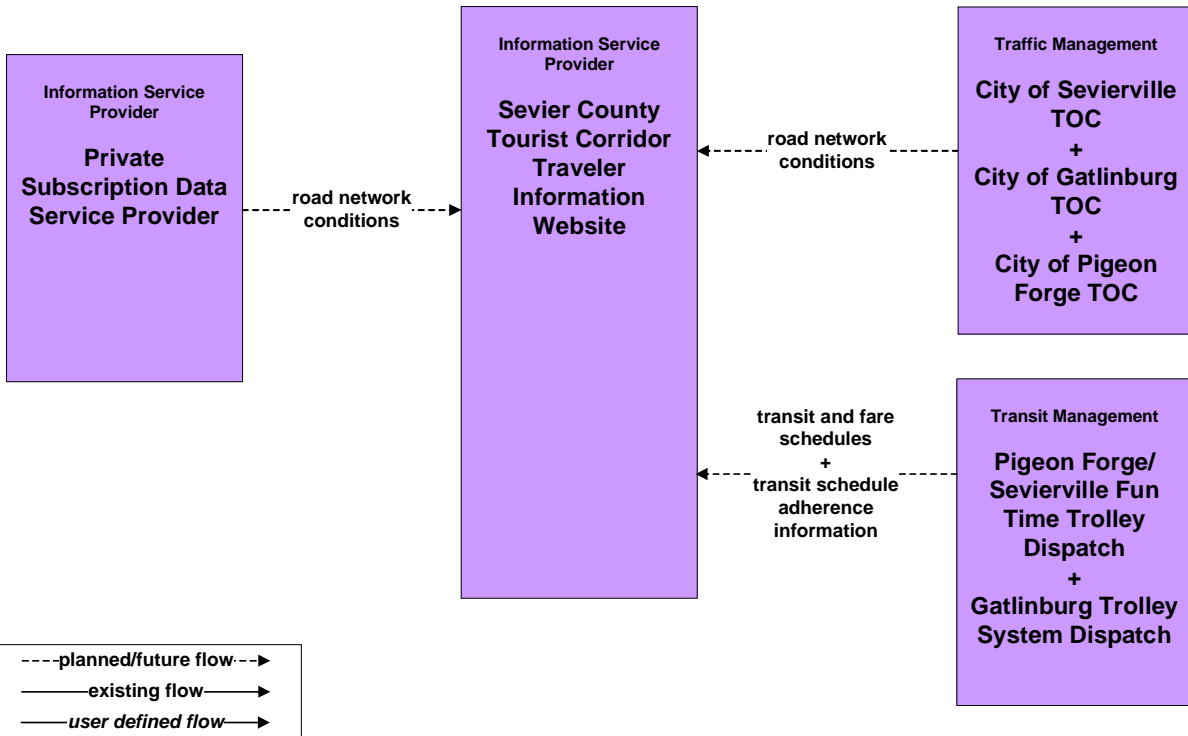 Information Service
Provider
Private
Subscription Data
Service Provider
road network
conditions
Information Service
Provider
Sevier County
Tourist Corridor
Traveler
Information
Website
road network
conditions
Traffic Management
City of Sevierville
TOC
+
City of Gatlinburg
TOC
+
City of Pigeon
Forge TOC
transit and fare
schedules
+
transit schedule
adherence
information
Transit Management
Pigeon Forge/
Sevierville Fun
Time Trolley
Dispatch
+
Gatlinburg Trolley
System Dispatch
planned/future flow
existing flow
user defined flow